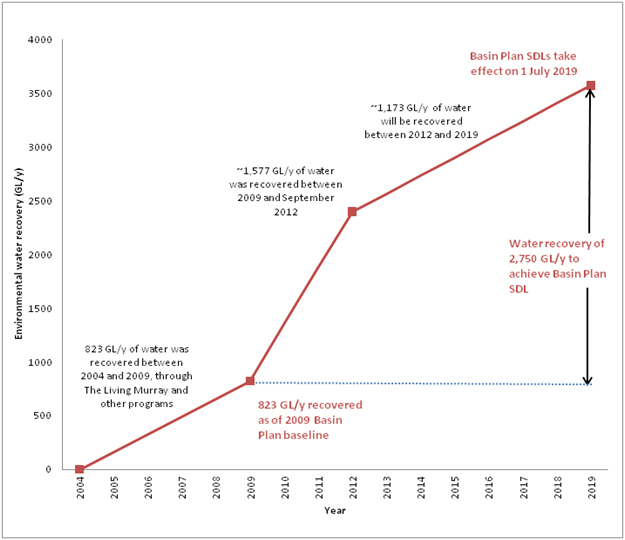 4000
3500
3000
2500
2000
1500
1000
500
0
Environmental water recovery (GL/y)
Basin Plan SDLs take
effect on 1 July 2019
~1,173 GL/y of water
will be recovered
between 2012 and 2019
~1,577 GL/y of water
was recovered between
2009 and September
2012
Water recovery of
2,750 GL/y to
achieve Basin Plan
SDL
823 GL/y of water was
recovered between
2004 and 2009, through
The Living Murray and
other programs
823 GL/y recovered
as of 2009 Basin
Plan baseline
2004
2005
2006
2007
2008
2009
2010
2011
2012
2013
2014
2015
2016
2017
2018
2019
Year